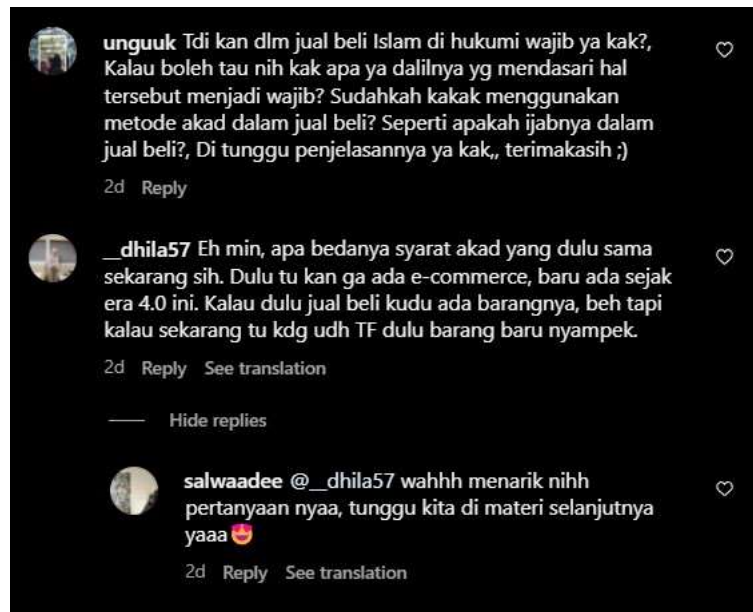 unguuk Tdi kan dlm jual beli Islam di hukumi wajib ya kak?,
Kalau boleh tau nih kak apa ya dalilnya yg mendasari hal
tersebut menjadi wajib? Sudahkah kakak menggunakan
metode akad dalam jual beli? Seperti apakah ijabnya dalam
jual beli?, Di tunggu penjelasannya ya kak,, terimakasih ;)
2d Reply
__dhila57 Eh min, apa bedanya syarat akad yang dulu sama
sekarang sih. Dulu tu kan ga ada e-commerce, baru ada sejak
era 4.0 ini. Kalau dulu jual beli kudu ada barangnya, beh tapi
kalau sekarang tu kdg udh TF dulu barang baru nyampek.
2d Reply See translation
Hide replies
salwaadee @__dhila57 wahhh menarik nihh
pertanyaan nyaa, tunggu kita di materi selanjutnya
yaaa😍
2d Reply See translation